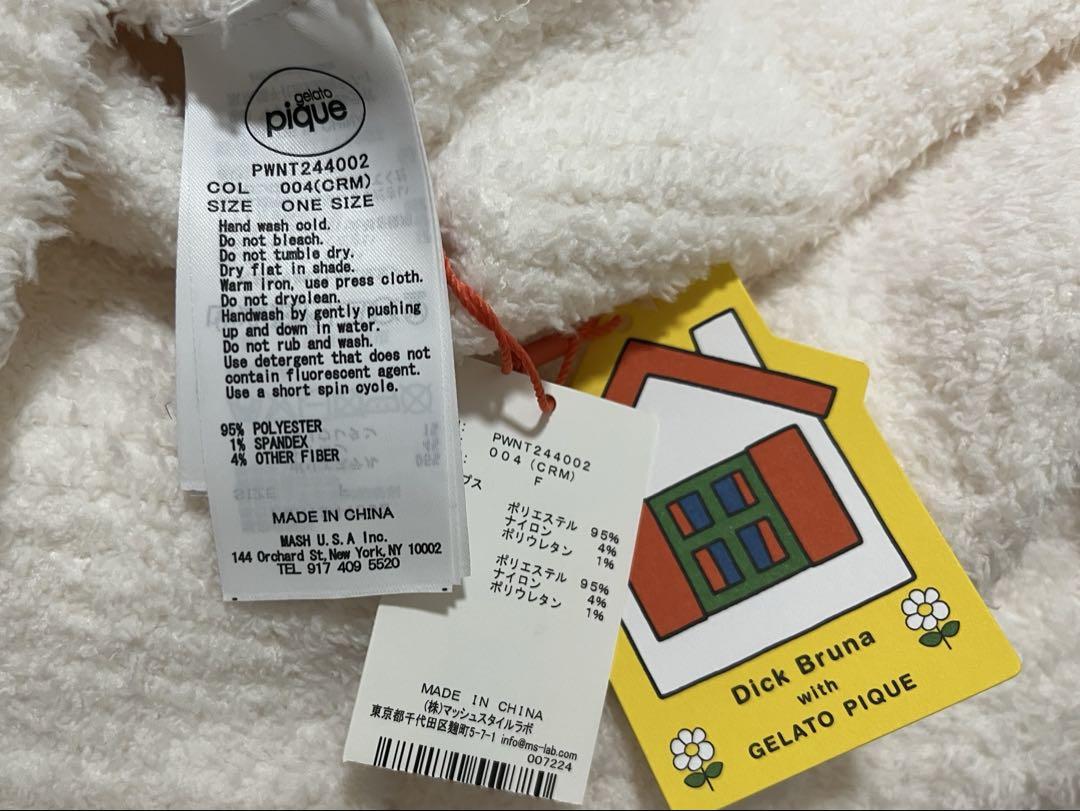 gelato
pique
PWNT244002
COL 004(CRM)
SIZE ONE SIZE
Hand wash cold.
Do not bleach.
Do not tumble dry.
Dry flat in shade.
Warm iron, use press cloth.
Do not dryclean.
Handwash by gently pushing
up and down in water.
Do not rub and wash.
Use detergent that does not
contain fluorescent agent.
Use a short spin cycle.
95% POLYESTER
1% SPANDEX
4% OTHER FIBER
MADE IN CHINA
MASH U.S.A Inc.
144 Orchard St,New York,NY 10002
TEL 917 409 5520
: PWNT244002
: 004 (CRM)
F
プス
ポリエステル 95%
ナイロン 4%
ポリウレタン 1%
ポリエステル 95%
ナイロン 4%
ポリウレタン 1%
MADE IN CHINA
(株)マッシュスタイルラボ
東京都千代田区麹町5-7-1 info@ms-lab.com
007224
Dick Bruna
with
GELATO PIQUE